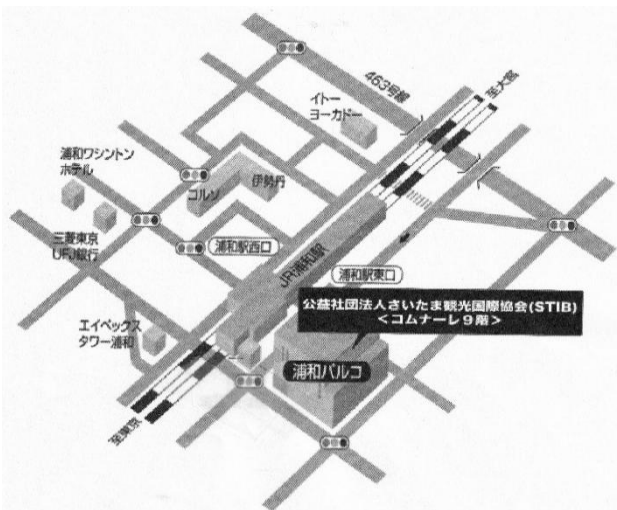 463号線
至大宮
イトー
ヨーカドー
浦和ワシントン
ホテル
伊勢丹
コルソ
三菱東京
UFJ銀行
浦和駅西口
JR浦和駅
浦和駅東口
公益社団法人さいたま観光国際協会(STIB)
＜コムナーレ9階＞
エイペックス
タワー浦和
浦和パルコ
至東京